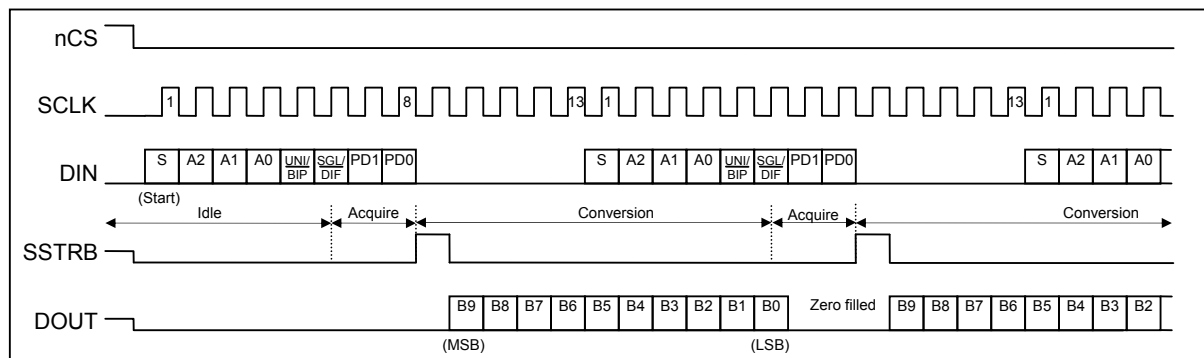 nCS
SCLK 1 8 13 1 13 1
DIN S A2 A1 A0 UNI/BIP SGL/DIF PD1 PD0 S A2 A1 A0 UNI/BIP SGL/DIF PD1 PD0 S A2 A1 A0
(Start)
Idle Acquire Conversion Acquire Conversion
SSTRB
DOUT B9 B8 B7 B6 B5 B4 B3 B2 B1 B0 Zero filled B9 B8 B7 B6 B5 B4 B3 B2
(MSB) (LSB)